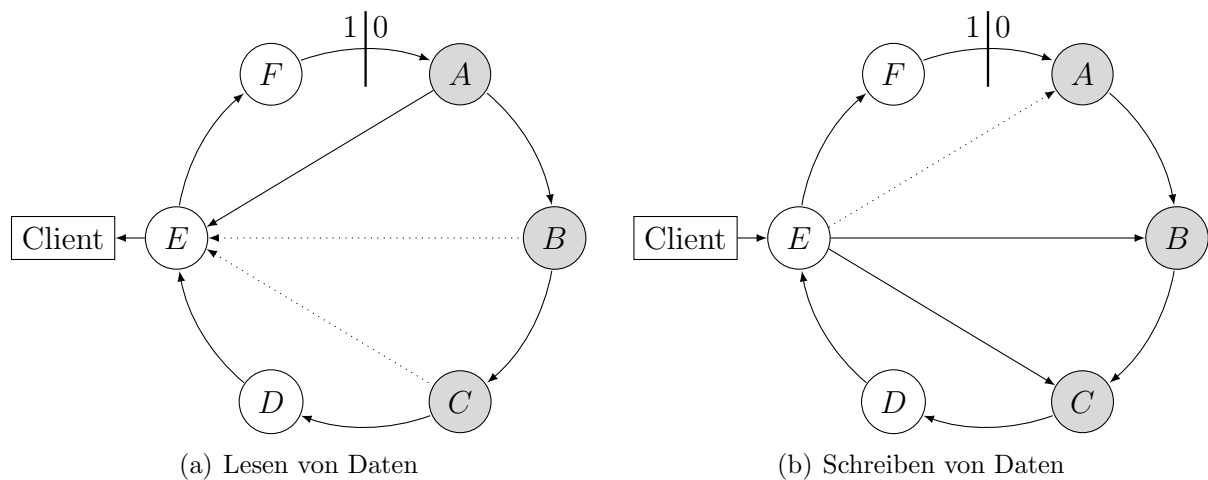 1 0
F
A
Client
E
B
D
C
(a) Lesen von Daten
1 0
F
A
Client
E
B
D
C
(b) Schreiben von Daten